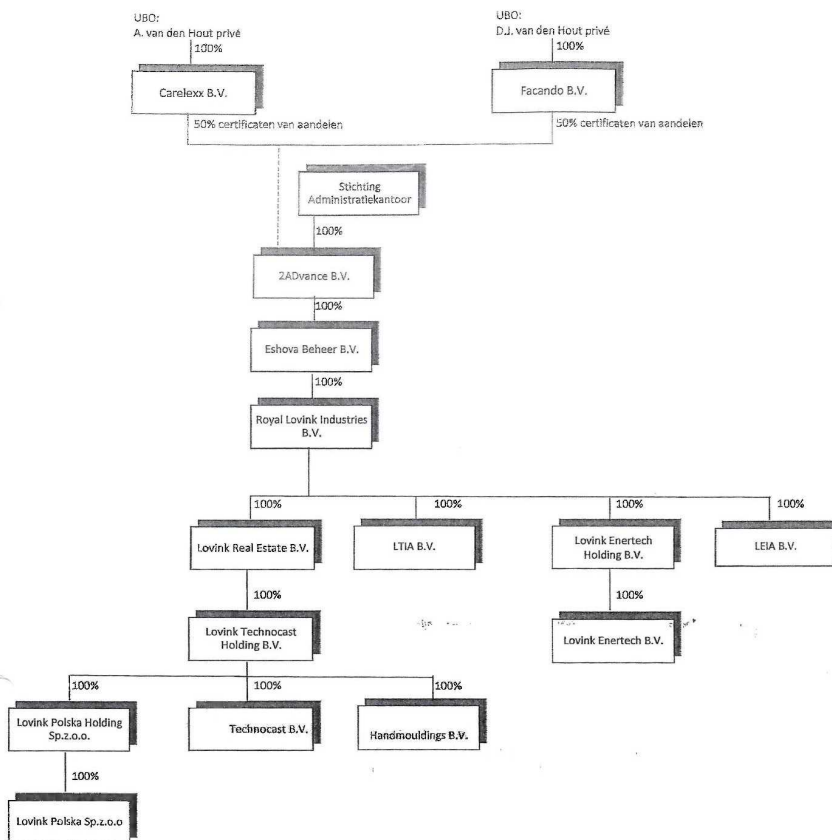 UBO:
A. van den Hout privé
100%
Carelexx B.V.
50% certificaten van aandelen
UBO:
D.J. van den Hout privé
100%
Facando B.V.
50% certificaten van aandelen
Stichting
Administratiekantoor
100%
2ADvance B.V.
100%
Eshova Beheer B.V.
100%
Royal Lovink Industries
B.V.
100%
100%
100%
100%
Lovink Real Estate B.V.
LTIA B.V.
Lovink Enertech
Holding B.V.
LEIA B.V.
100%
100%
Lovink Technocast
Holding B.V.
Lovink Enertech B.V.
100%
100%
100%
Lovink Polska Holding
Sp.z.o.o.
Technocast B.V.
Handmouldings B.V.
100%
Lovink Polska Sp.z.o.o